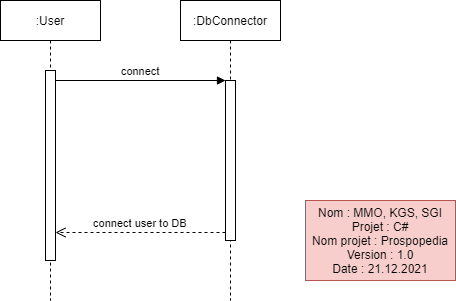 :User
:DbConnector
connect
connect user to DB
Nom : MMO, KGS, SGI
Projet : C#
Nom projet : Prospopedia
Version : 1.0
Date : 21.12.2021